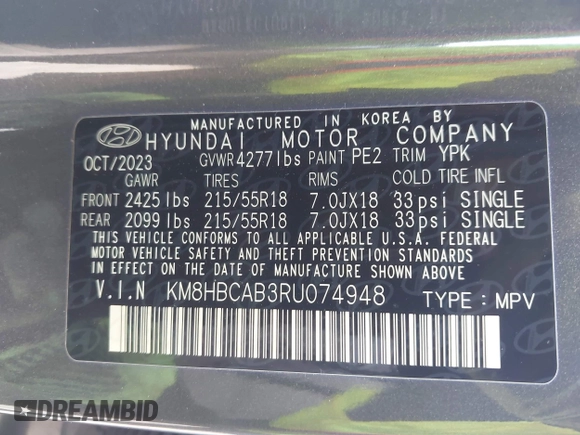 MANUFACTURED IN KOREA BY
HYUNDAI MOTOR COMPANY
OCT/2023 GVWR 4277lbs PAINT PE2 TRIM YPK
GAWR TIRES RIMS COLD TIRE INFL
FRONT 2425 lbs 215/55R18 7.0JX18 33psi SINGLE
REAR 2099 lbs 215/55R18 7.0JX18 33psi SINGLE
THIS VEHICLE CONFORMS TO ALL APPLICABLE U.S.A. FEDERAL
MOTOR VEHICLE SAFETY AND THEFT PREVENTION STANDARDS
IN EFFECT ON THE DATE OF MANUFACTURE SHOWN ABOVE.
V.I.N KM8HBCAB3RU074948 TYPE : MPV
DREAMBID